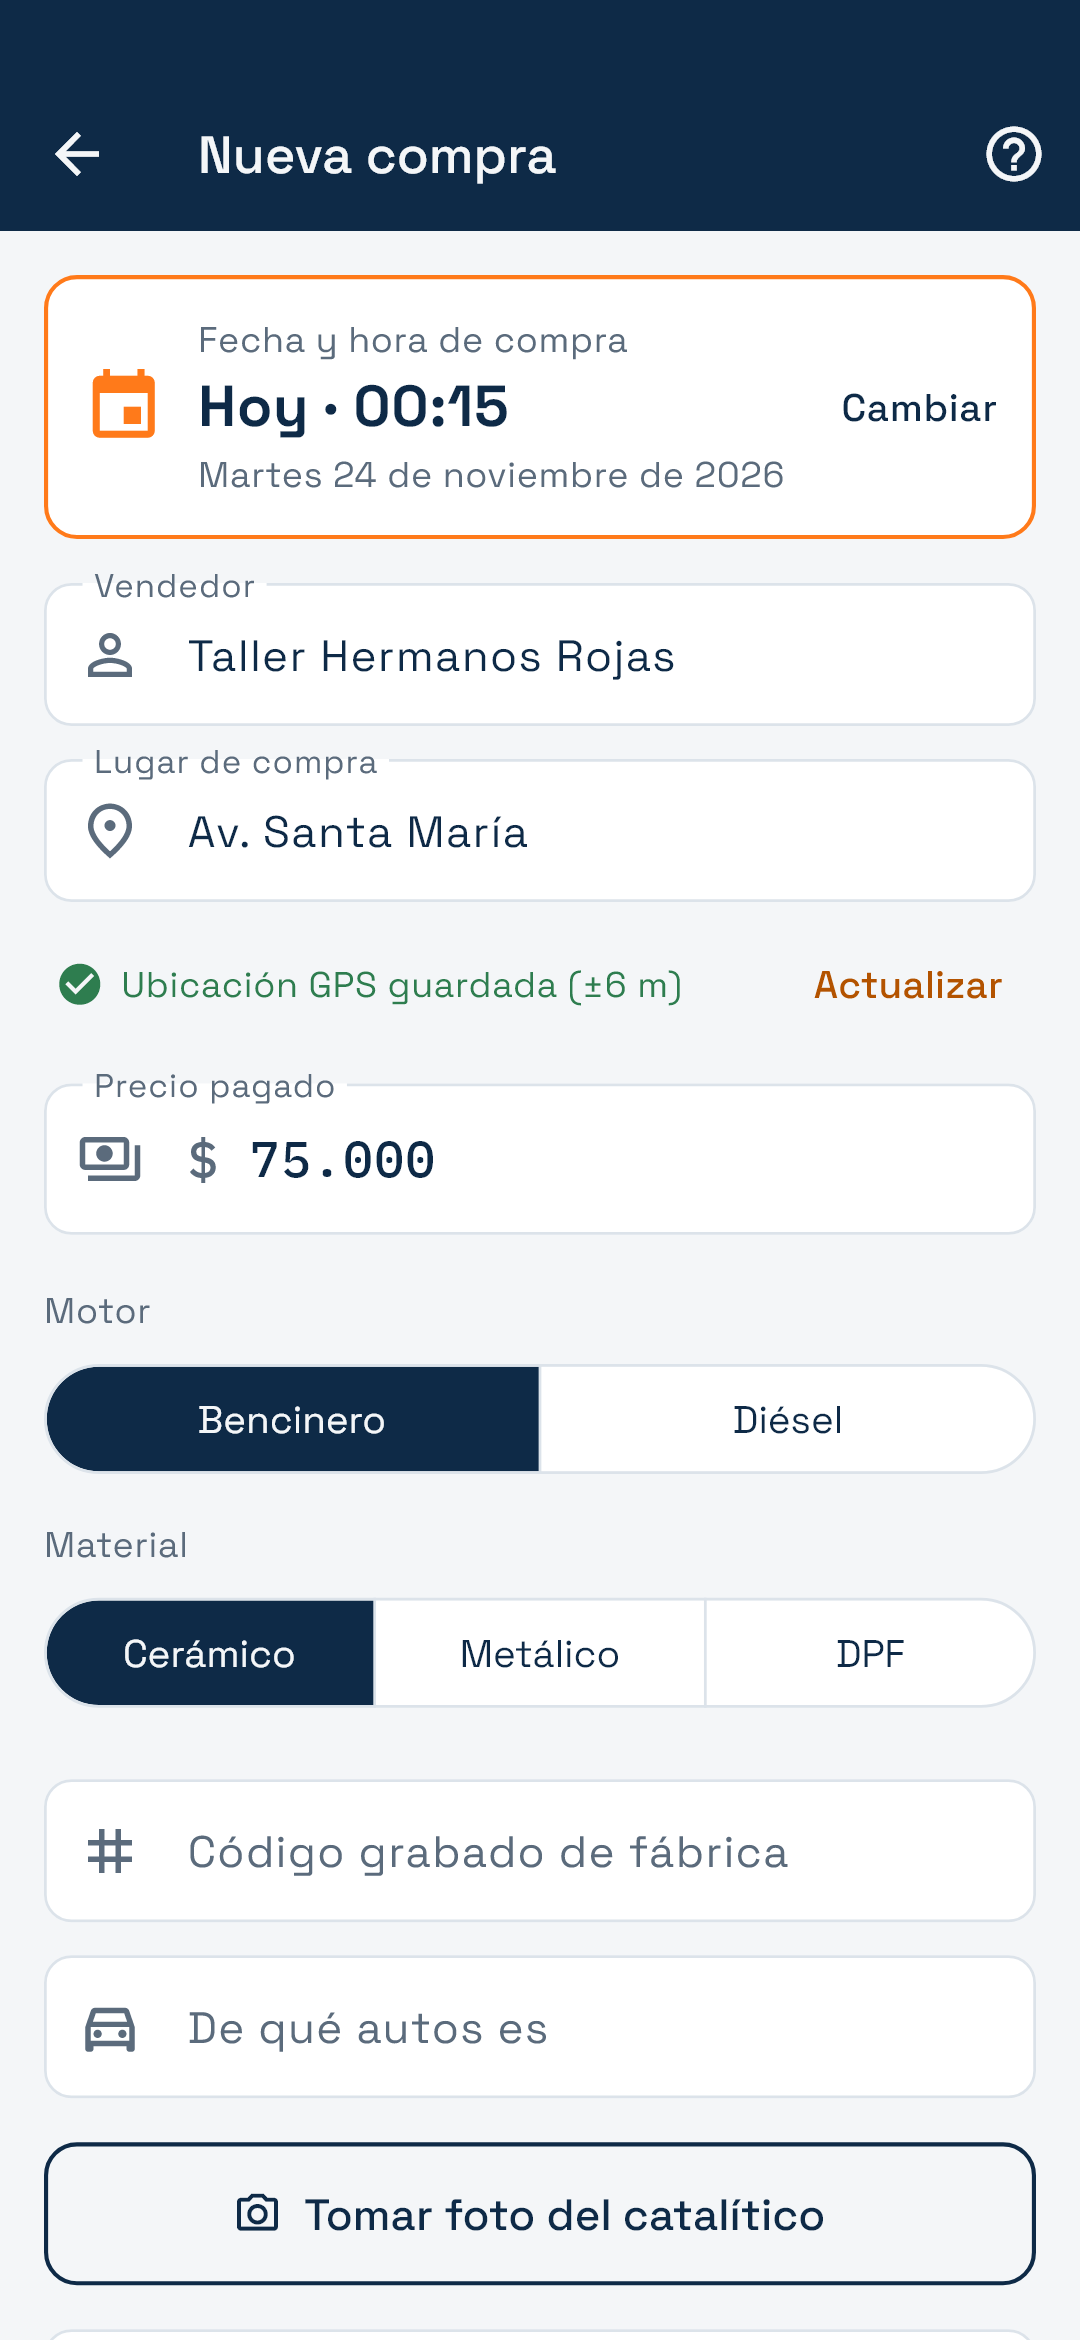 Nueva compra
Fecha y hora de compra
Hoy · 00:15
Cambiar
Martes 24 de noviembre de 2026
Vendedor
Taller Hermanos Rojas
Lugar de compra
Av. Santa María
Ubicación GPS guardada (±6 m)
Actualizar
Precio pagado
$ 75.000
Motor
Bencinero
Diésel
Material
Cerámico
Metálico
DPF
Código grabado de fábrica
De qué autos es
Tomar foto del catalítico